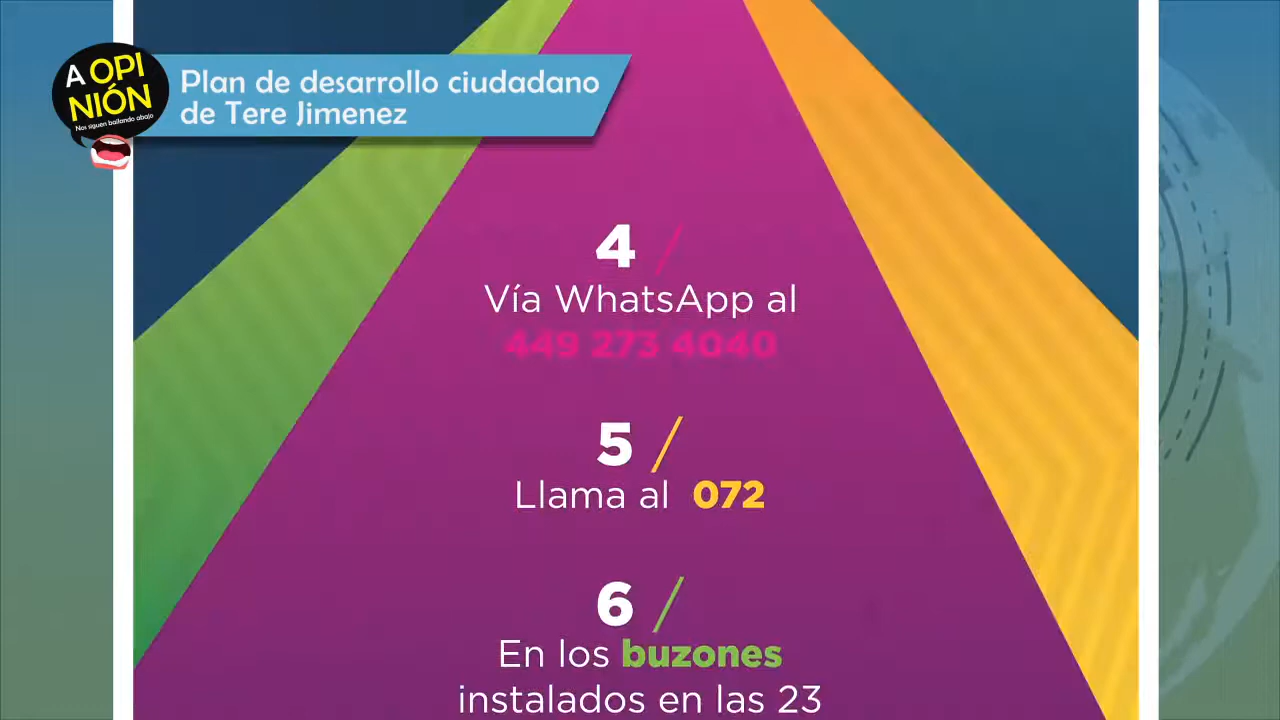 A OPI
NIÓN
Nos siguen bailando abajo
Plan de desarrollo ciudadano
de Tere Jimenez
4 /
Vía WhatsApp al
449 273 4040
5 /
Llama al 072
6 /
En los buzones
instalados en las 23